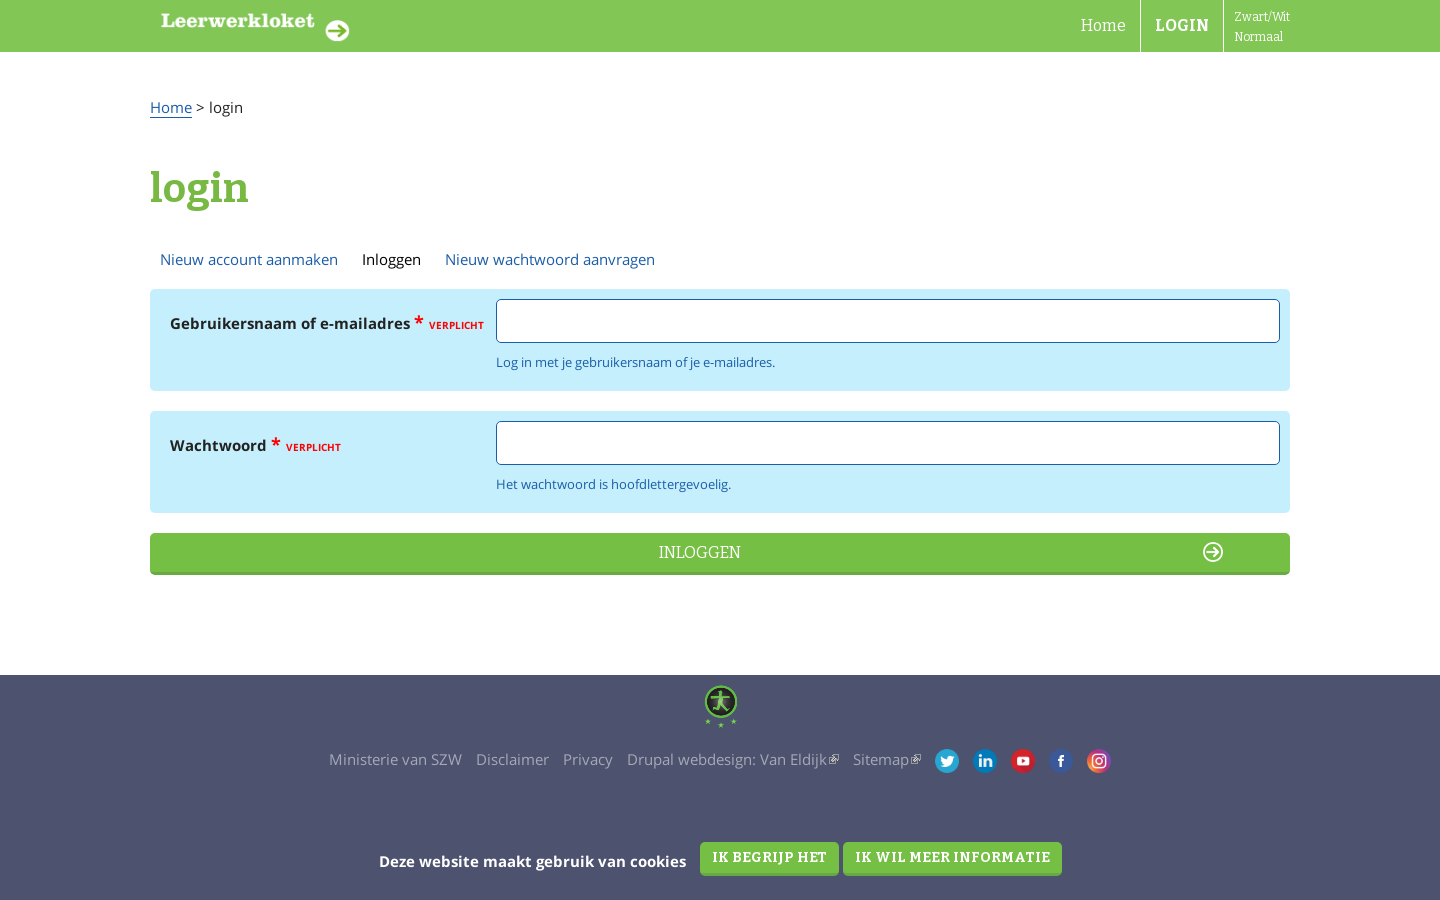 Leerwerkloket
Home
LOGIN
Zwart/Wit
Normaal
Home > login
login
Nieuw account aanmaken Inloggen Nieuw wachtwoord aanvragen
Gebruikersnaam of e-mailadres * VERPLICHT
Log in met je gebruikersnaam of je e-mailadres.
Wachtwoord * VERPLICHT
Het wachtwoord is hoofdlettergevoelig.
INLOGGEN
Ministerie van SZW Disclaimer Privacy Drupal webdesign: Van Eldijk Sitemap
Deze website maakt gebruik van cookies IK BEGRIJP HET IK WIL MEER INFORMATIE